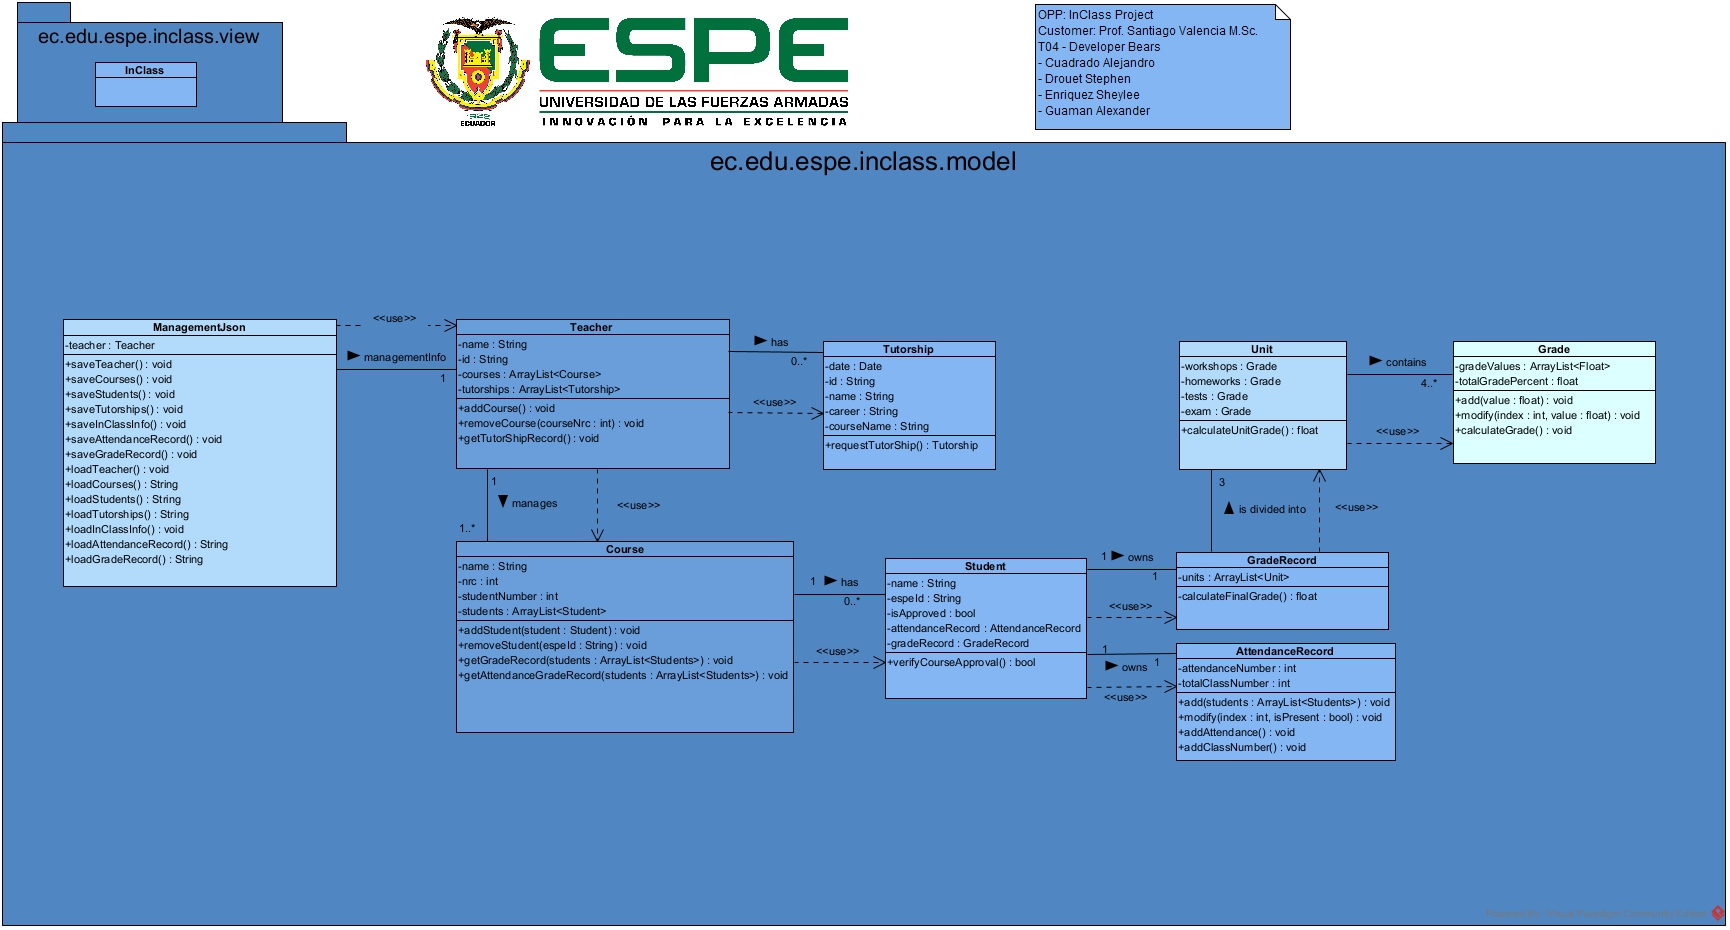 ec.edu.espe.inclass.view
InClass
ESPE
UNIVERSIDAD DE LAS FUERZAS ARMADAS
INNOVACIÓN PARA LA EXCELENCIA
1922
ECUADOR
OPP: InClass Project
Customer: Prof. Santiago Valencia M.Sc.
T04 - Developer Bears
- Cuadrado Alejandro
- Drouet Stephen
- Enriquez Sheylee
- Guaman Alexander
ec.edu.espe.inclass.model
ManagementJson
-teacher : Teacher
+saveTeacher() : void
+saveCourses() : void
+saveStudents() : void
+saveTutorships() : void
+saveInClassInfo() : void
+saveAttendanceRecord() : void
+saveGradeRecord() : void
+loadTeacher() : void
+loadCourses() : String
+loadStudents() : String
+loadTutorships() : String
+loadInClassInfo() : void
+loadAttendanceRecord() : String
+loadGradeRecord() : String
<<use>>
managementInfo
1
Teacher
-name : String
-id : String
-courses : ArrayList<Course>
-tutorships : ArrayList<Tutorship>
+addCourse() : void
+removeCourse(courseNrc : int) : void
+getTutorShipRecord() : void
has
0..*
<<use>>
Tutorship
-date : Date
-id : String
-name : String
-career : String
-courseName : String
+requestTutorShip() : Tutorship
1
manages
1..*
<<use>>
Course
-name : String
-nrc : int
-studentNumber : int
-students : ArrayList<Student>
+addStudent(student : Student) : void
+removeStudent(espeId : String) : void
+getGradeRecord(students : ArrayList<Students>) : void
+getAttendanceGradeRecord(students : ArrayList<Students>) : void
1 has
0..*
<<use>>
Student
-name : String
-espeId : String
-isApproved : bool
-attendanceRecord : AttendanceRecord
-gradeRecord : GradeRecord
+verifyCourseApproval() : bool
1 owns
1
<<use>>
1
owns 1
<<use>>
Unit
-workshops : Grade
-homeworks : Grade
-tests : Grade
-exam : Grade
+calculateUnitGrade() : float
contains
4..*
<<use>>
Grade
-gradeValues : ArrayList<Float>
-totalGradePercent : float
+add(value : float) : void
+modify(index : int, value : float) : void
+calculateGrade() : void
3
is divided into
<<use>>
GradeRecord
-units : ArrayList<Unit>
+calculateFinalGrade() : float
AttendanceRecord
-attendanceNumber : int
-totalClassNumber : int
+add(students : ArrayList<Students>) : void
+modify(index : int, isPresent : bool) : void
+addAttendance() : void
+addClassNumber() : void